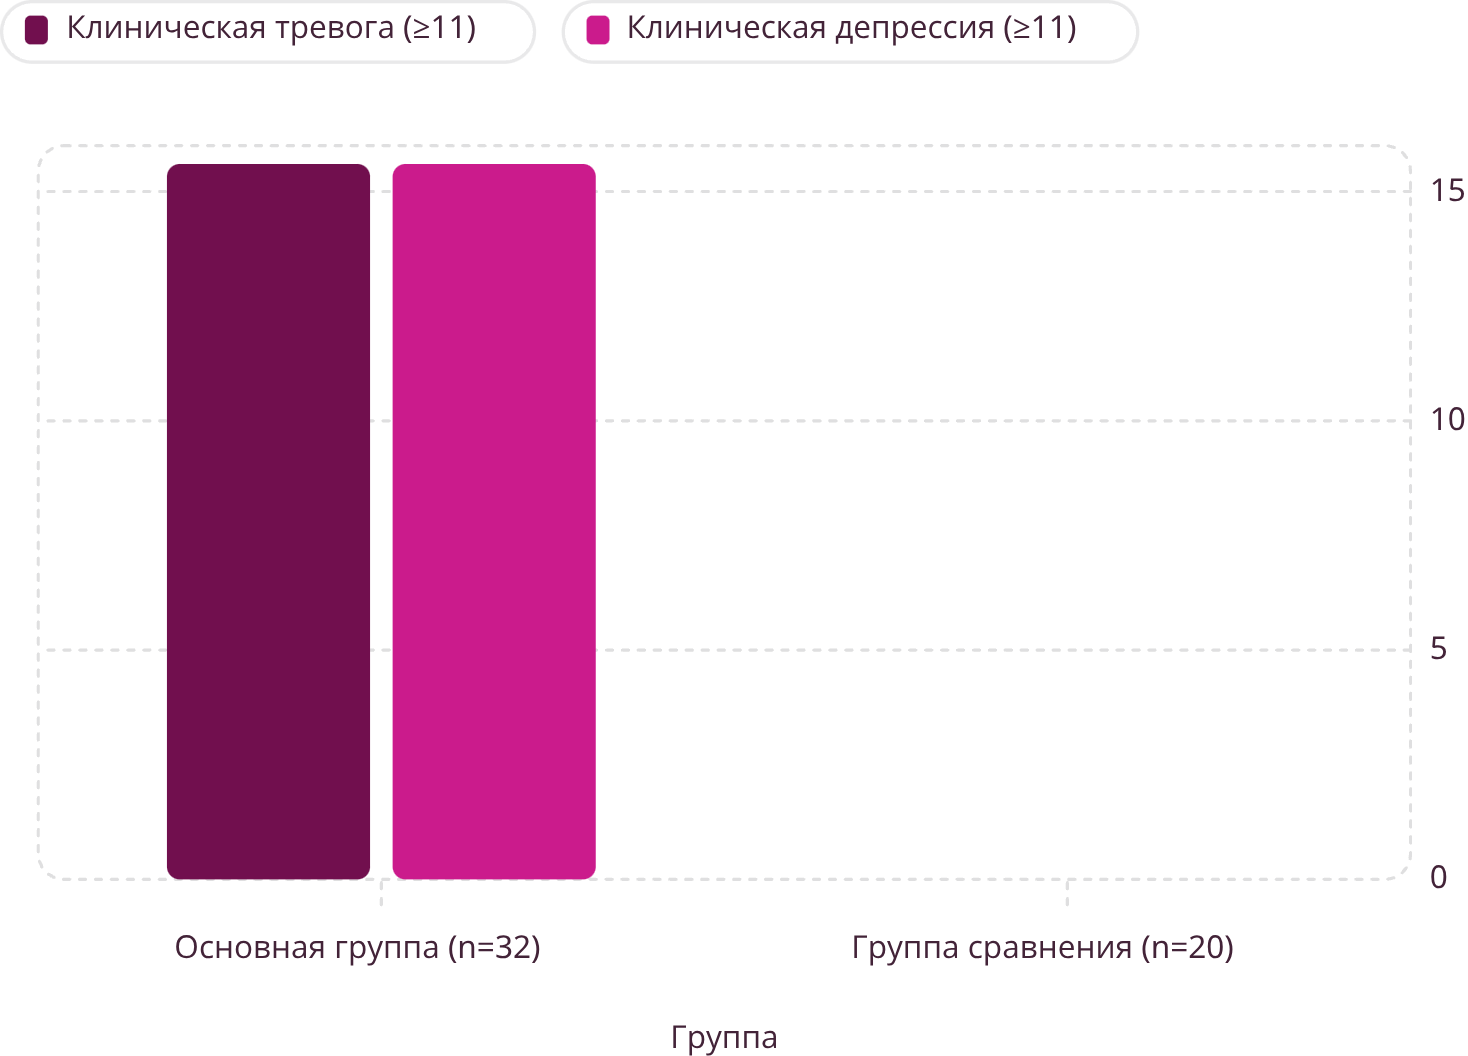 Клиническая тревога (≥11)
Клиническая депрессия (≥11)
15
10
5
0
Основная группа (n=32)
Группа сравнения (n=20)
Группа